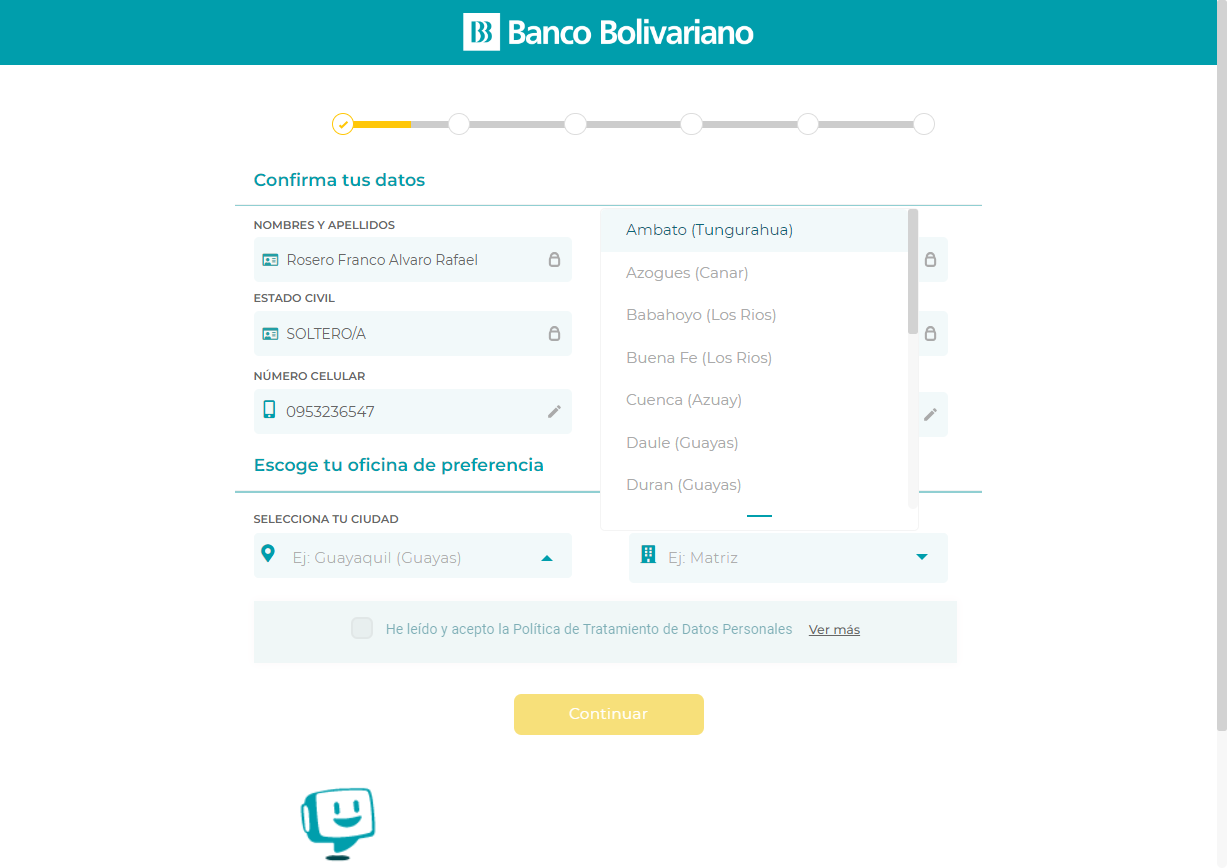 Banco Bolivariano
Confirma tus datos
NOMBRES Y APELLIDOS
Rosero Franco Alvaro Rafael
ESTADO CIVIL
SOLTERO/A
NÚMERO CELULAR
0953236547
Ambato (Tungurahua)
Azogues (Canar)
Babahoyo (Los Rios)
Buena Fe (Los Rios)
Cuenca (Azuay)
Daule (Guayas)
Duran (Guayas)
Escoge tu oficina de preferencia
SELECCIONA TU CIUDAD
Ej: Guayaquil (Guayas)
Ej: Matriz
He leído y acepto la Política de Tratamiento de Datos Personales Ver más
Continuar